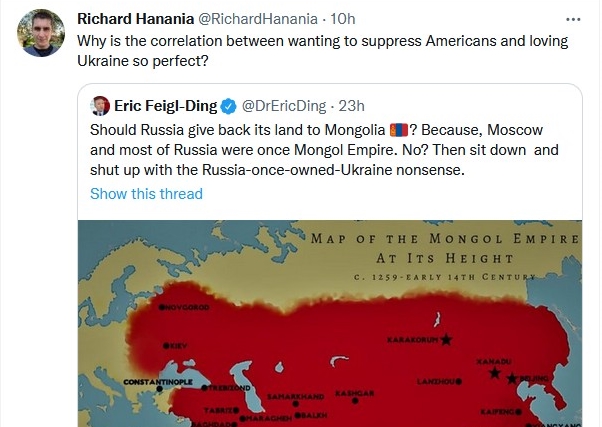 Richard Hanania @RichardHanania · 10h
Why is the correlation between wanting to suppress Americans and loving
Ukraine so perfect?
Eric Feigl-Ding @DrEricDing · 23h
Should Russia give back its land to Mongolia 🇲🇳? Because, Moscow
and most of Russia were once Mongol Empire. No? Then sit down and
shut up with the Russia-once-owned-Ukraine nonsense.
Show this thread
MAP OF THE MONGOL EMPIRE
AT ITS HEIGHT
C. 1259-EARLY 14TH CENTURY
NOVGOROD
KARAKORUM
KIEV
XANADU
CONSTANTINOPLE
TREBIZOND
LANZHOU
BEIJING
SAMARKHAND
KASHGAR
TABRIZ
MARAGHEH
BALKH
KAIFENG
BAGHDAD